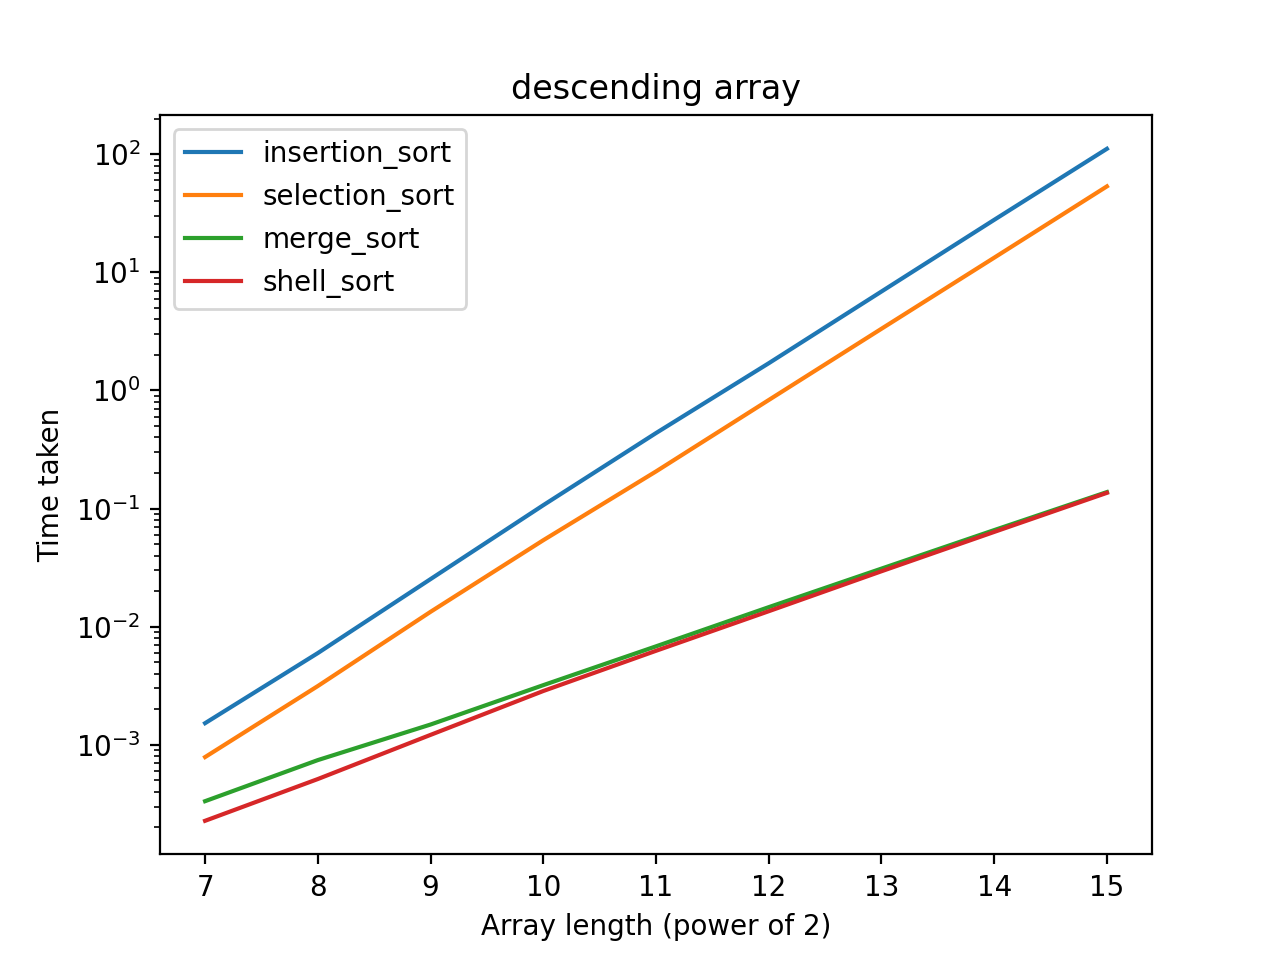 descending array
insertion_sort
selection_sort
merge_sort
shell_sort
10²
10¹
10⁰
10⁻¹
10⁻²
10⁻³
Time taken
7 8 9 10 11 12 13 14 15
Array length (power of 2)